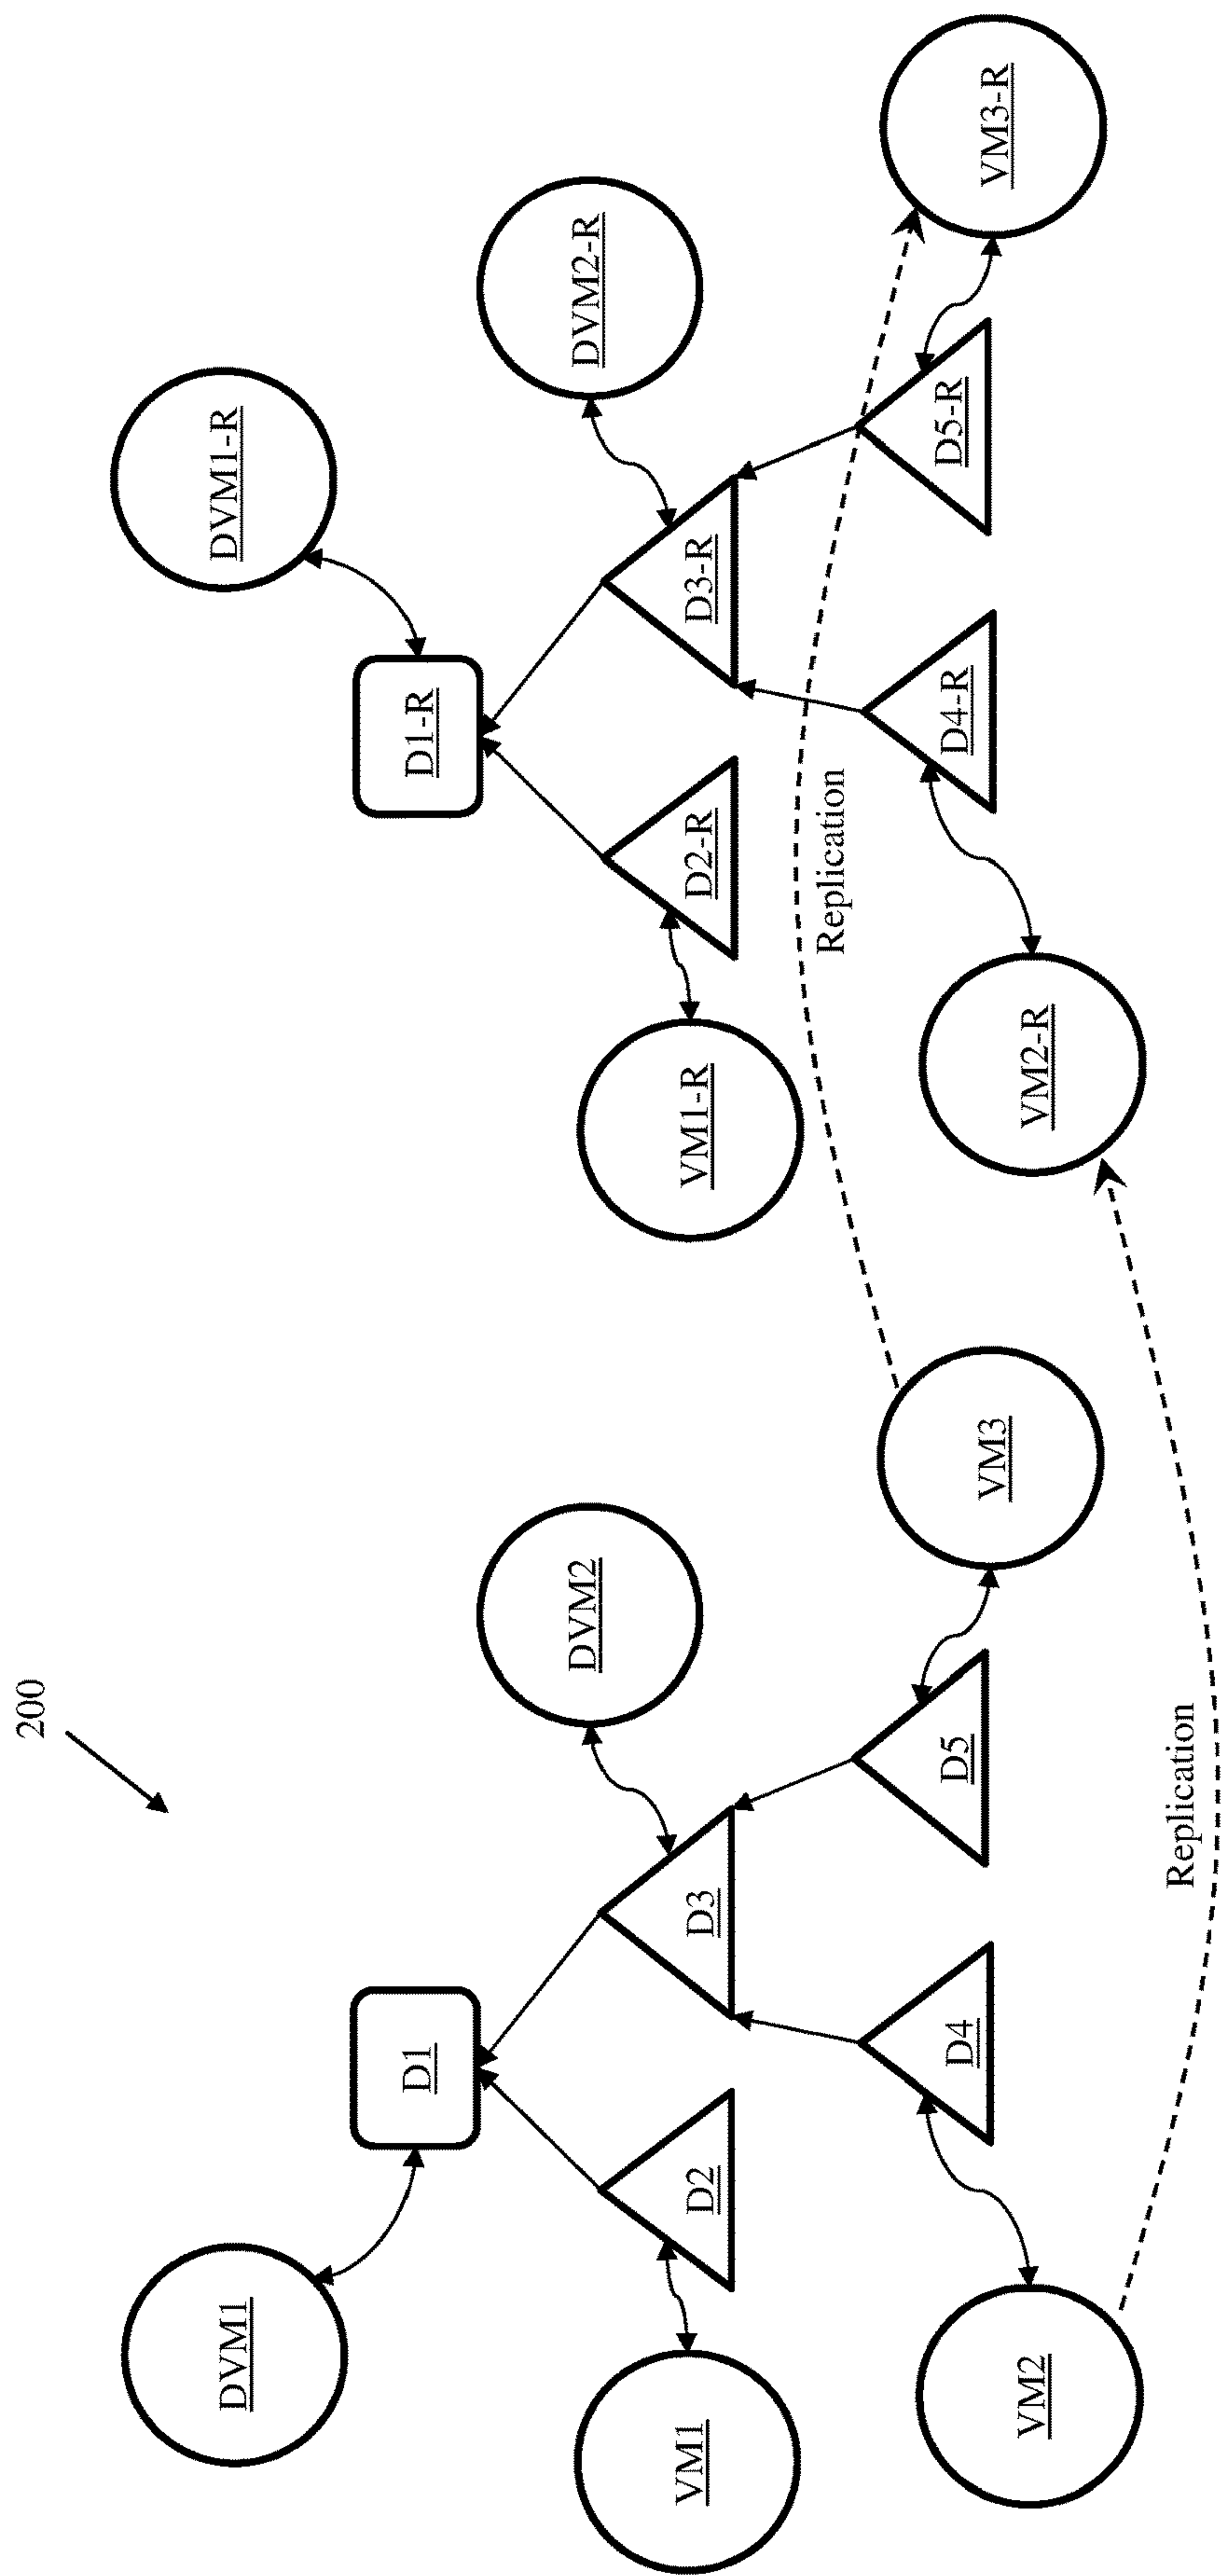 200
DVM1
DVM1-R
D1
D1-R
DVM2
DVM2-R
VM1
D2
D3
VM1-R
D2-R
D3-R
Replication
VM2
D4
D5
VM3
VM2-R
D4-R
D5-R
VM3-R
Replication